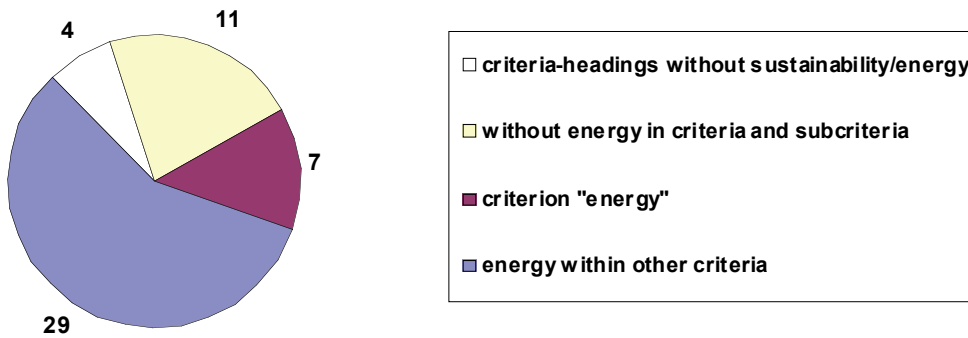 11
4
7
29
criteria-headings without sustainability/energy
without energy in criteria and subcriteria
criterion "energy"
energy within other criteria